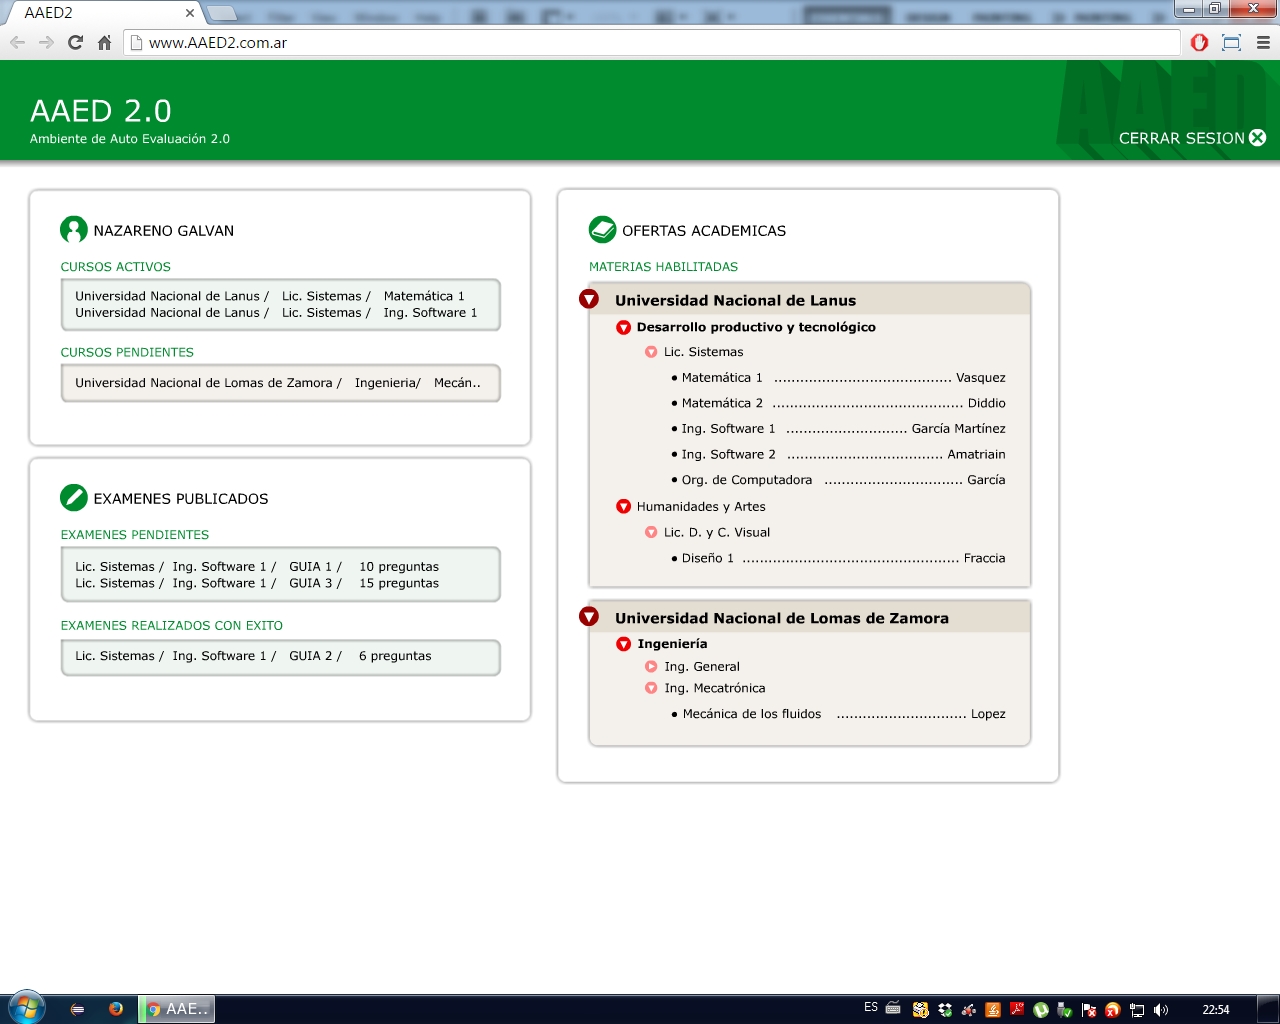 AAED2
Filter View Window Help
www.AAED2.com.ar
AAED
AAED 2.0
Ambiente de Auto Evaluación 2.0
CERRAR SESION
NAZARENO GALVAN
CURSOS ACTIVOS
Universidad Nacional de Lanus / Lic. Sistemas / Matemática 1
Universidad Nacional de Lanus / Lic. Sistemas / Ing. Software 1
CURSOS PENDIENTES
Universidad Nacional de Lomas de Zamora / Ingenieria/ Mecán..
EXAMENES PUBLICADOS
EXAMENES PENDIENTES
Lic. Sistemas / Ing. Software 1 / GUIA 1 / 10 preguntas
Lic. Sistemas / Ing. Software 1 / GUIA 3 / 15 preguntas
EXAMENES REALIZADOS CON EXITO
Lic. Sistemas / Ing. Software 1 / GUIA 2 / 6 preguntas
OFERTAS ACADEMICAS
MATERIAS HABILITADAS
Universidad Nacional de Lanus
Desarrollo productivo y tecnológico
Lic. Sistemas
• Matemática 1 ......................................... Vasquez
• Matemática 2 ............................................ Diddio
• Ing. Software 1 ............................ García Martínez
• Ing. Software 2 .................................... Amatriain
• Org. de Computadora ................................ García
Humanidades y Artes
Lic. D. y C. Visual
• Diseño 1 ........................................................ Fraccia
Universidad Nacional de Lomas de Zamora
Ingeniería
Ing. General
Ing. Mecatrónica
• Mecánica de los fluidos .............................. Lopez
AAE..
ES
22:54